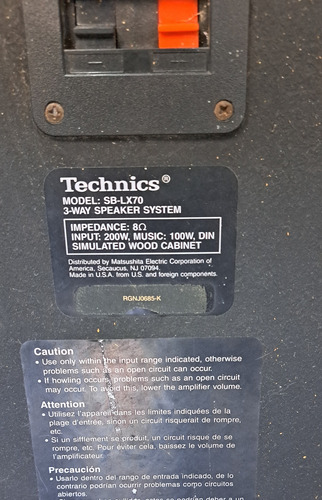 Technics®
MODEL: SB-LX70
3-WAY SPEAKER SYSTEM
IMPEDANCE: 8Ω
INPUT: 200W, MUSIC: 100W, DIN
SIMULATED WOOD CABINET
Distributed by Matsushita Electric Corporation of
America, Secaucus, NJ 07094.
Made in U.S.A. from U.S. and foreign components.
RGNJ0685-K
Caution
• Use only within the input range indicated, otherwise
problems such as an open circuit can occur.
• If howling occurs, problems such as an open circuit
may occur. To avoid this, lower the amplifier volume.
Attention
• Utilisez l'appareil dans les limites indiquées de la
plage d'entrée, sinon un circuit risquerait de rompre,
etc.
• Si un sifflement se produit, un circuit risque de se
rompre, etc. Pour éviter cela, baissez le volume de
l'amplificateur.
Precaución
• Usarlo dentro del rango de entrada indicado, de lo
contrario podrían ocurrir problemas corpo circuitos
abiertos.